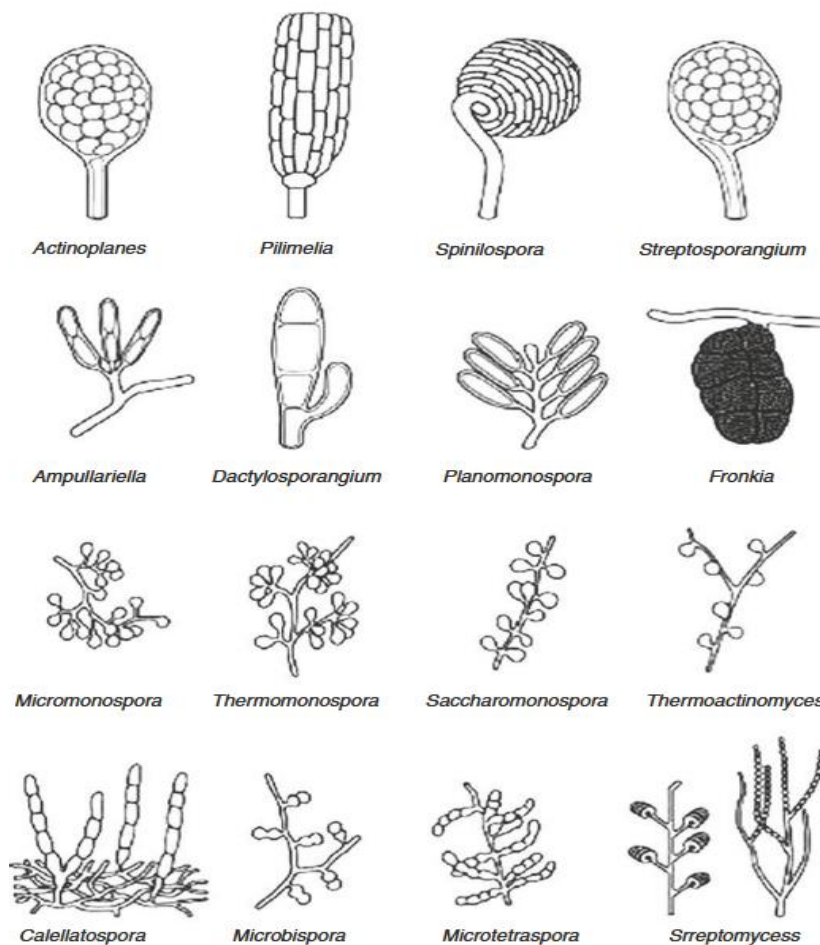 Actinoplanes Pilimelia Spinilospora Streptosporangium
Ampullariella Dactylosporangium Planomonospora Fronkia
Micromonospora Thermomonospora Saccharomonospora Thermoactinomyces
Calellatospora Microbispora Microtetraspora Srreptomycess